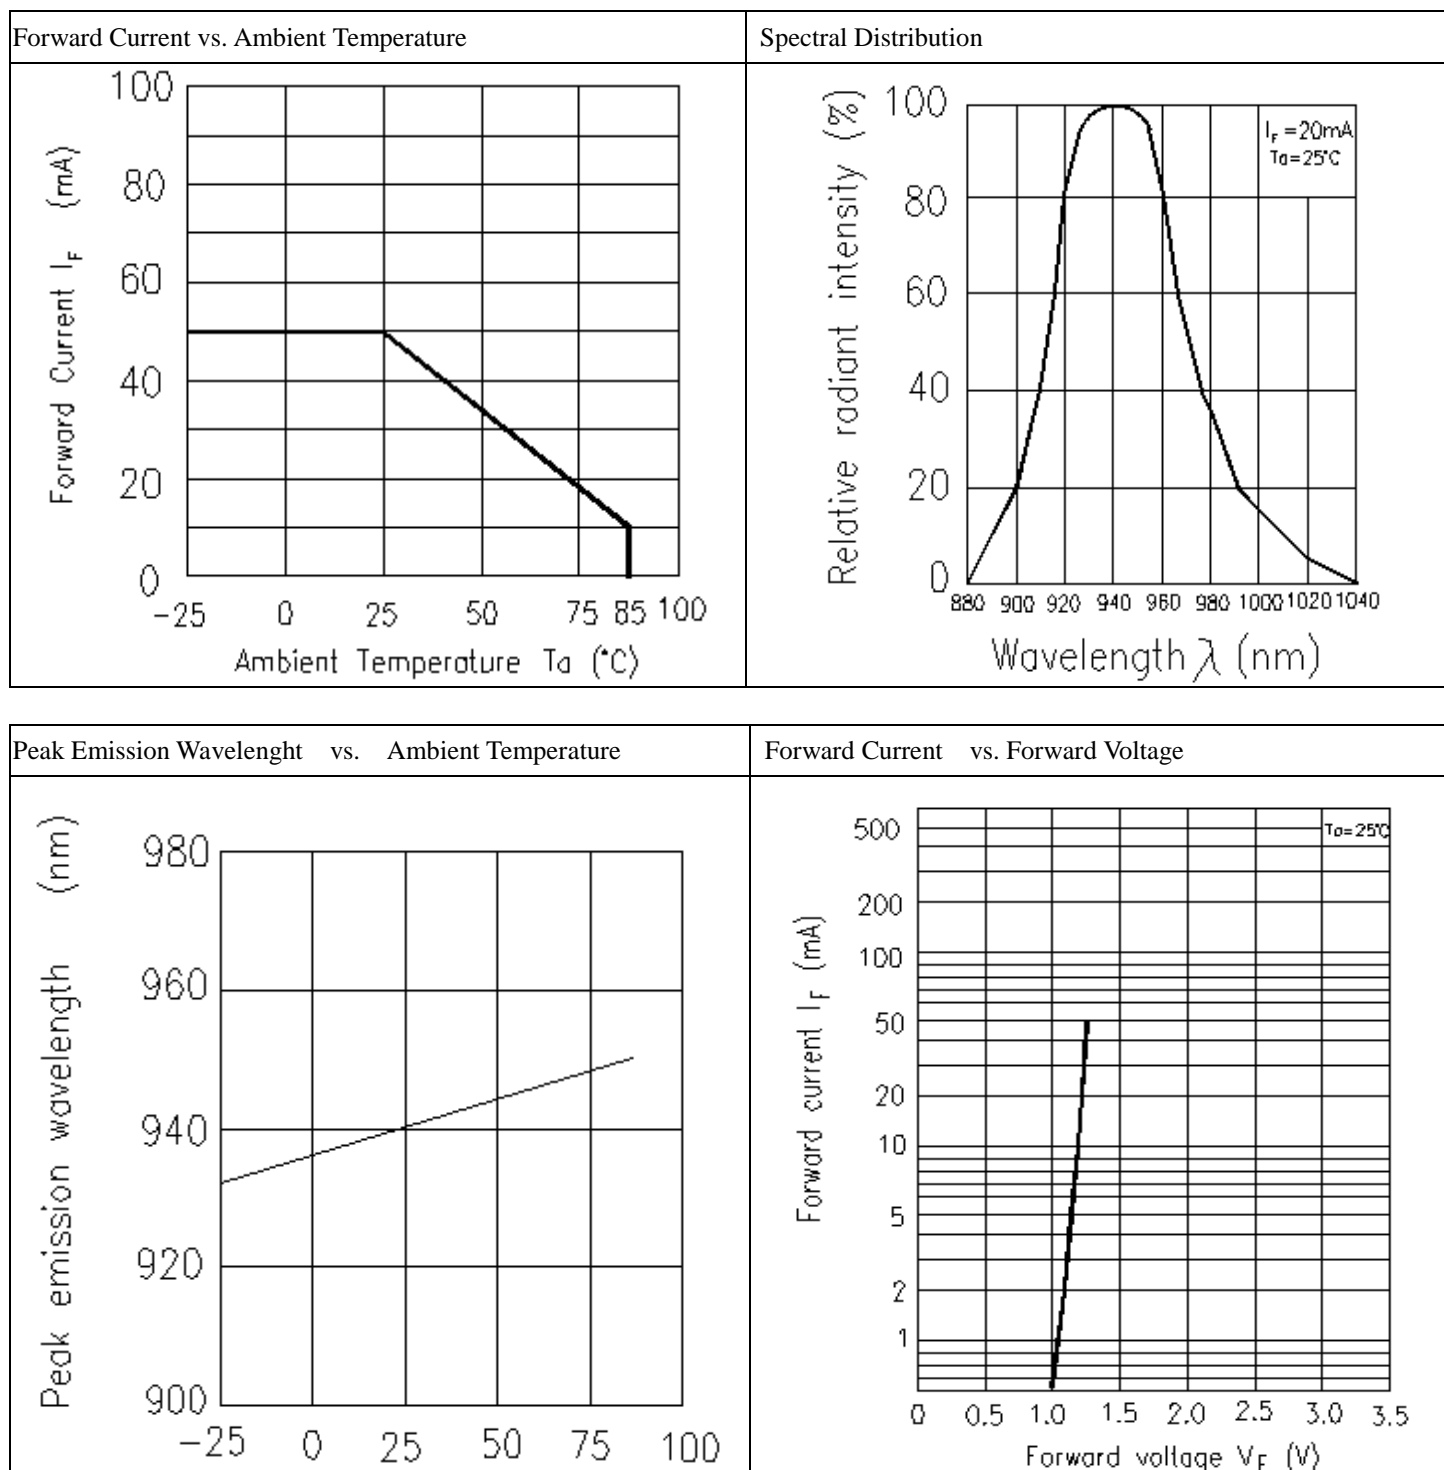 Forward Current vs. Ambient Temperature
Spectral Distribution
Forward Current I_F (mA)
100
80
60
40
20
0
-25 0 25 50 75 85 100
Ambient Temperature Ta (°C)
Relative radiant intensity (%)
100
80
60
40
20
0
I_F =20mA
Ta=25°C
880 900 920 940 960 980 1000 1020 1040
Wavelength λ (nm)
Peak Emission Wavelenght vs. Ambient Temperature
Forward Current vs. Forward Voltage
Peak emission wavelength (nm)
980
960
940
920
900
-25 0 25 50 75 100
Forward current I_F (mA)
500
200
100
50
20
10
5
2
1
Ta=25°C
0 0.5 1.0 1.5 2.0 2.5 3.0 3.5
Forward voltage V_F (V)